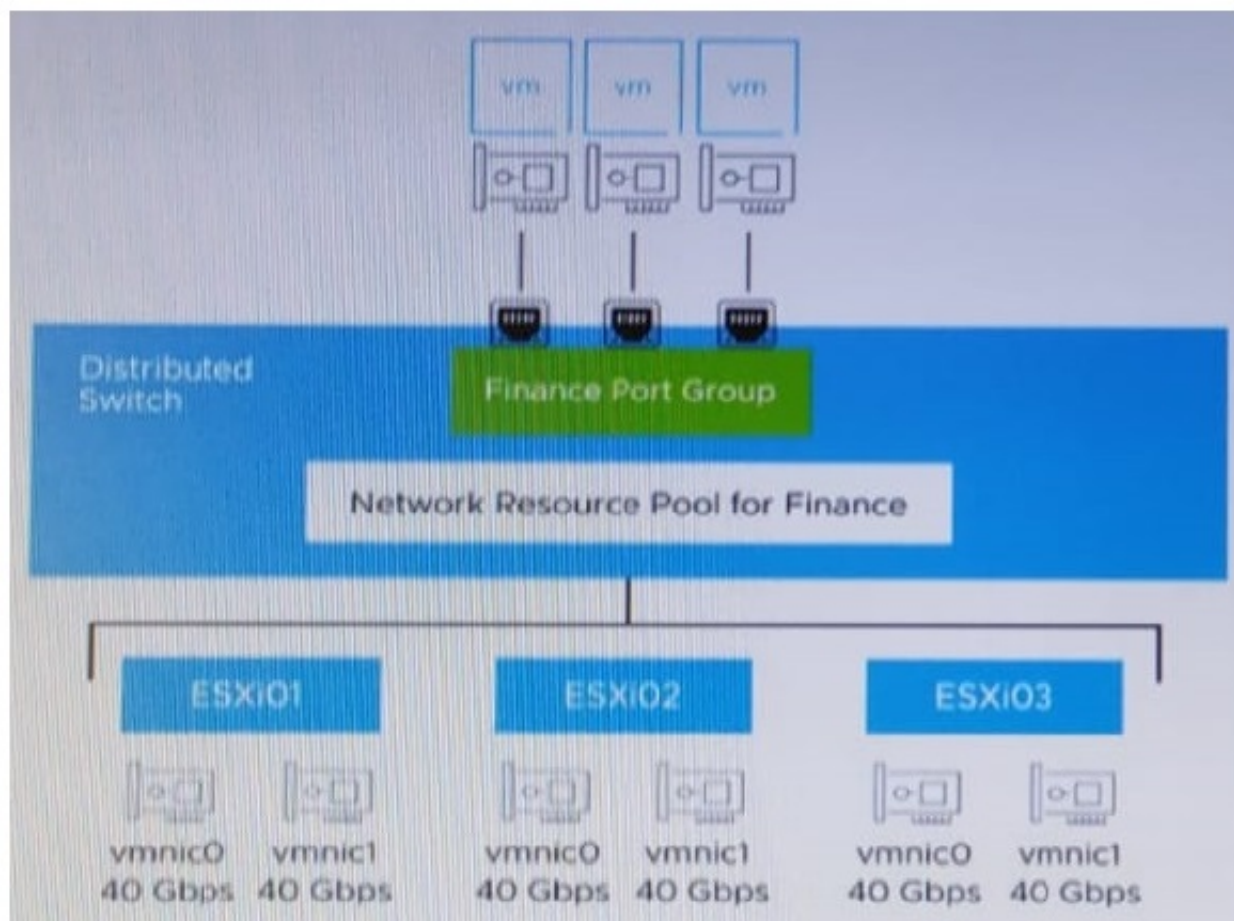 vm vm vm
Distributed
Switch
Finance Port Group
Network Resource Pool for Finance
ESXi01 ESXi02 ESXi03
vmnic0 vmnic1 vmnic0 vmnic1 vmnic0 vmnic1
40 Gbps 40 Gbps 40 Gbps 40 Gbps 40 Gbps 40 Gbps